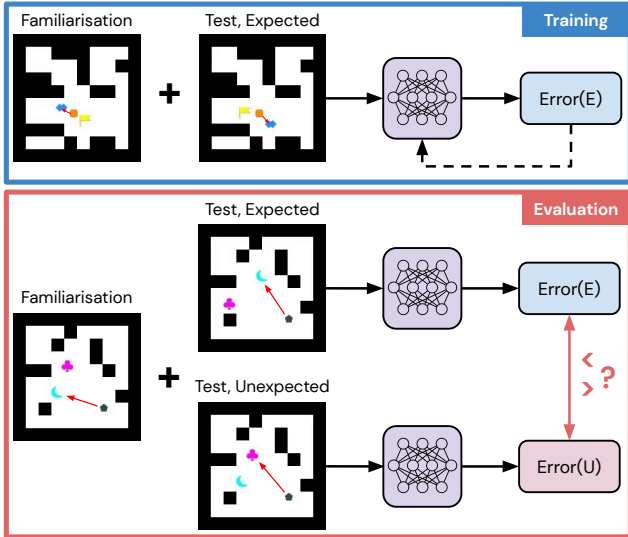 Familiarisation
Test, Expected
Training
+
Error(E)
Test, Expected
Evaluation
Familiarisation
Error(E)
+
<
>
?
Test, Unexpected
Error(U)